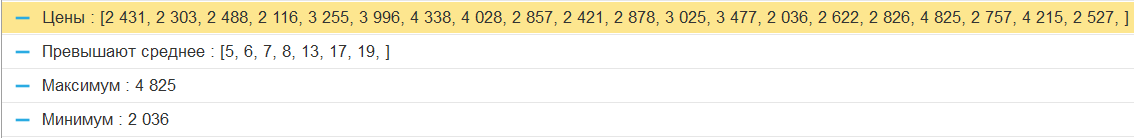 Цены : [2 431, 2 303, 2 488, 2 116, 3 255, 3 996, 4 338, 4 028, 2 857, 2 421, 2 878, 3 025, 3 477, 2 036, 2 622, 2 826, 4 825, 2 757, 4 215, 2 527, ]
Превышают среднее : [5, 6, 7, 8, 13, 17, 19, ]
Максимум : 4 825
Минимум : 2 036